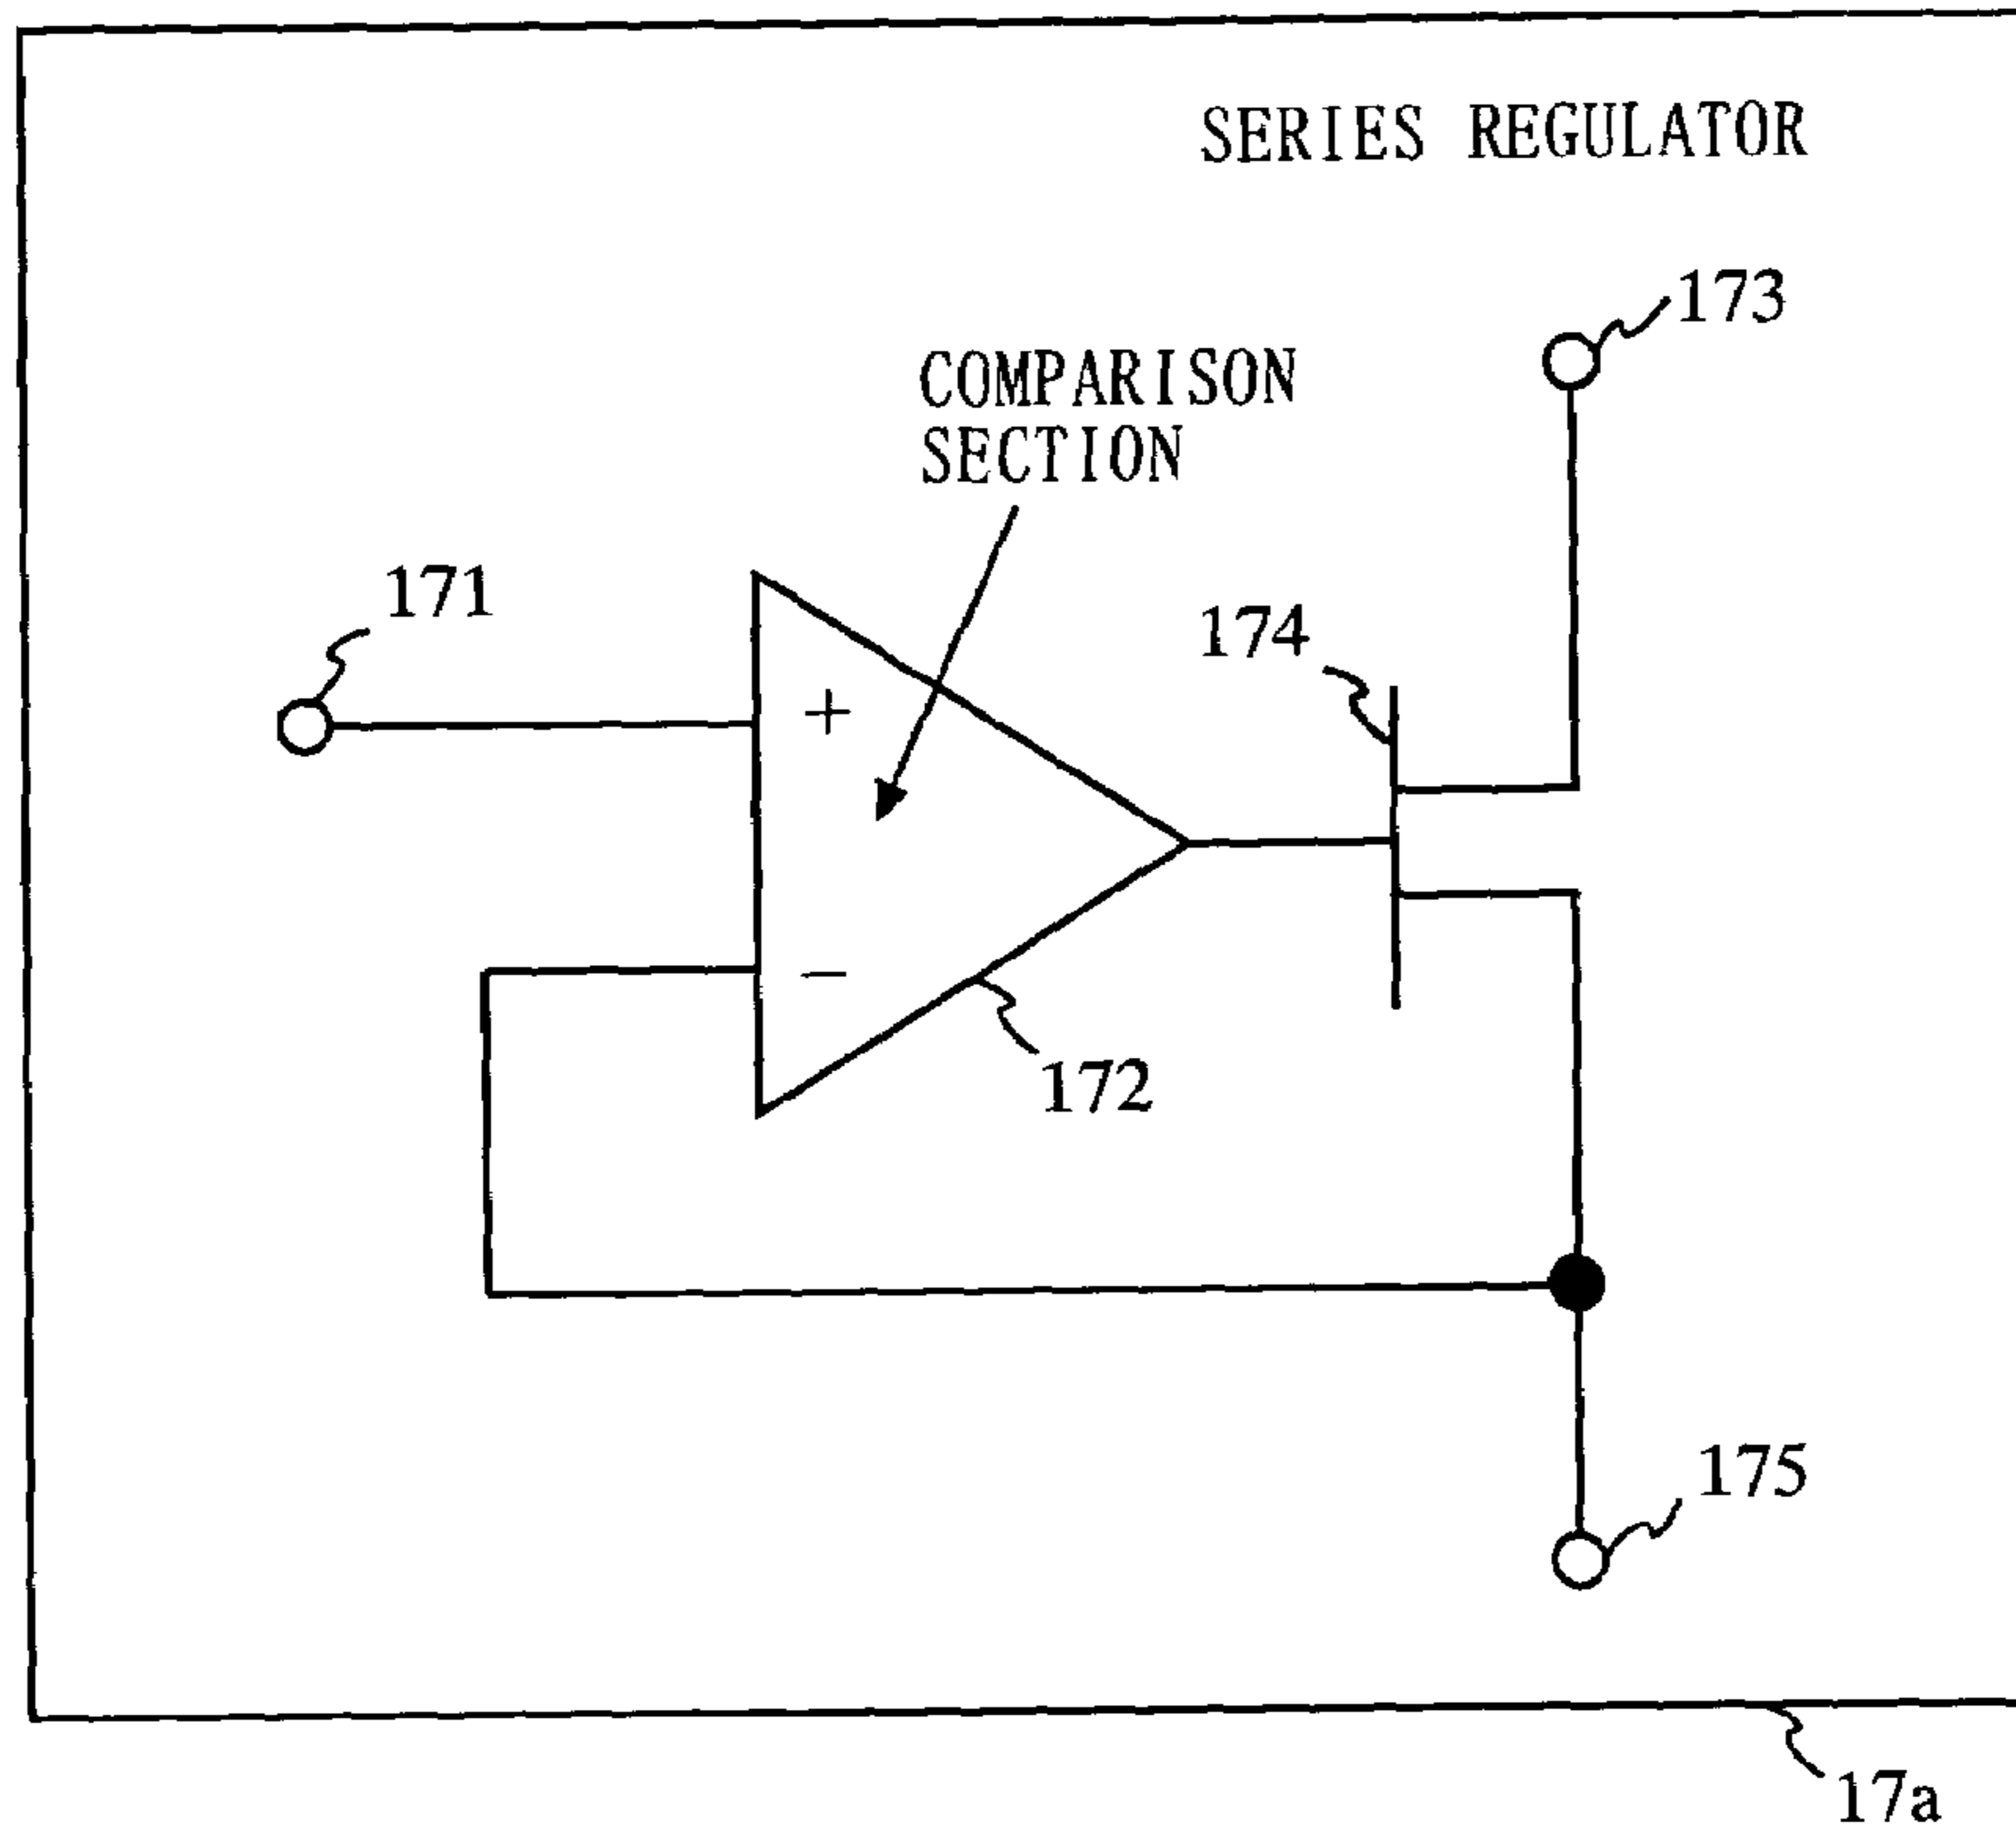 SERIES REGULATOR
173
COMPARISON
SECTION
171
174
+
−
172
175
17a